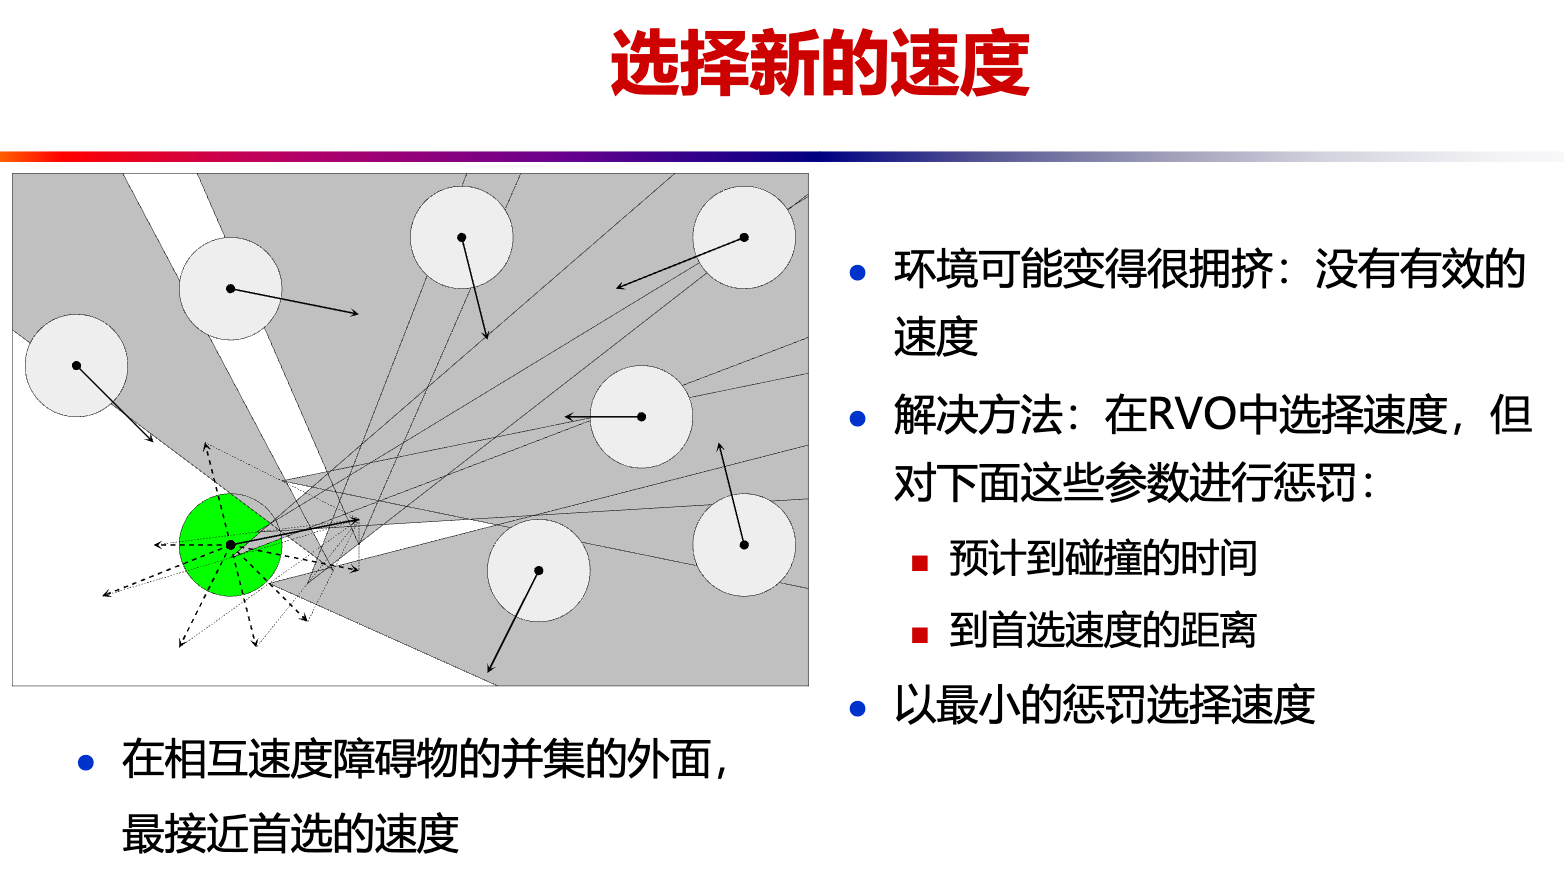 选择新的速度
环境可能变得很拥挤：没有有效的
速度
解决方法：在RVO中选择速度，但
对下面这些参数进行惩罚：
预计到碰撞的时间
到首选速度的距离
以最小的惩罚选择速度
在相互速度障碍物的并集的外面，
最接近首选的速度